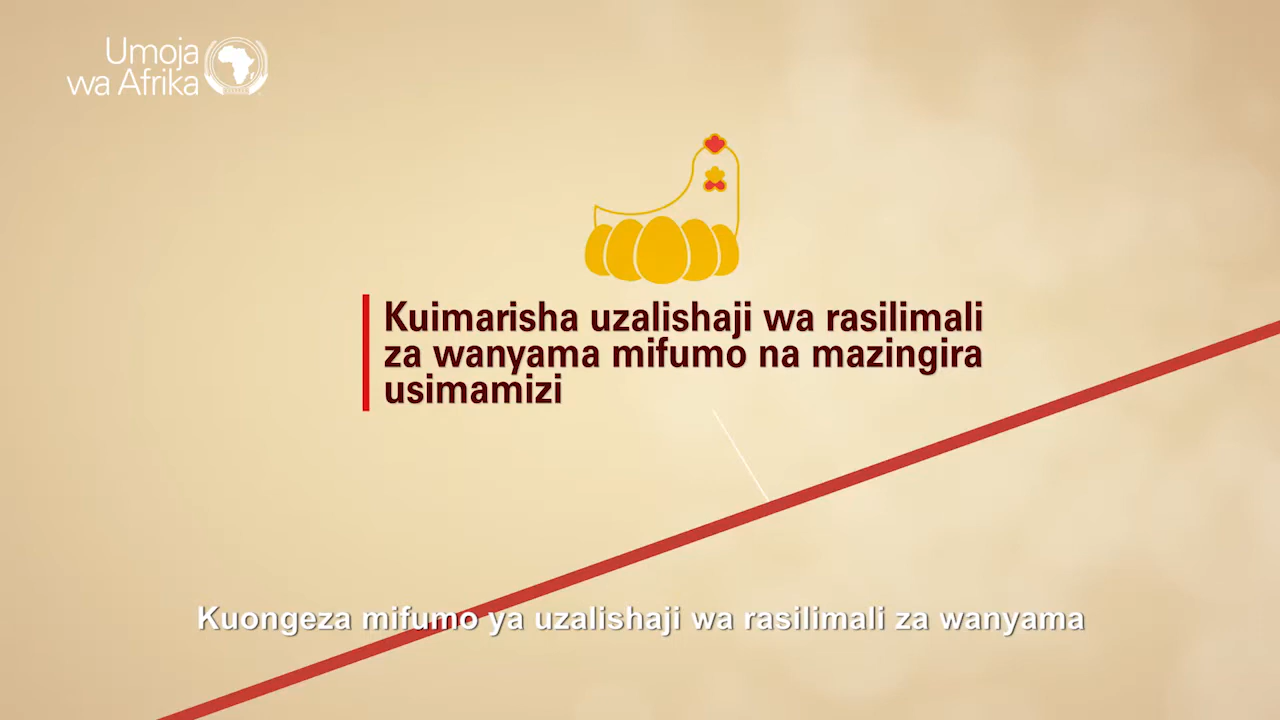 Umoja
wa Afrika
Kuimarisha uzalishaji wa rasilimali
za wanyama mifumo na mazingira
usimamizi
Kuongeza mifumo ya uzalishaji wa rasilimali za wanyama